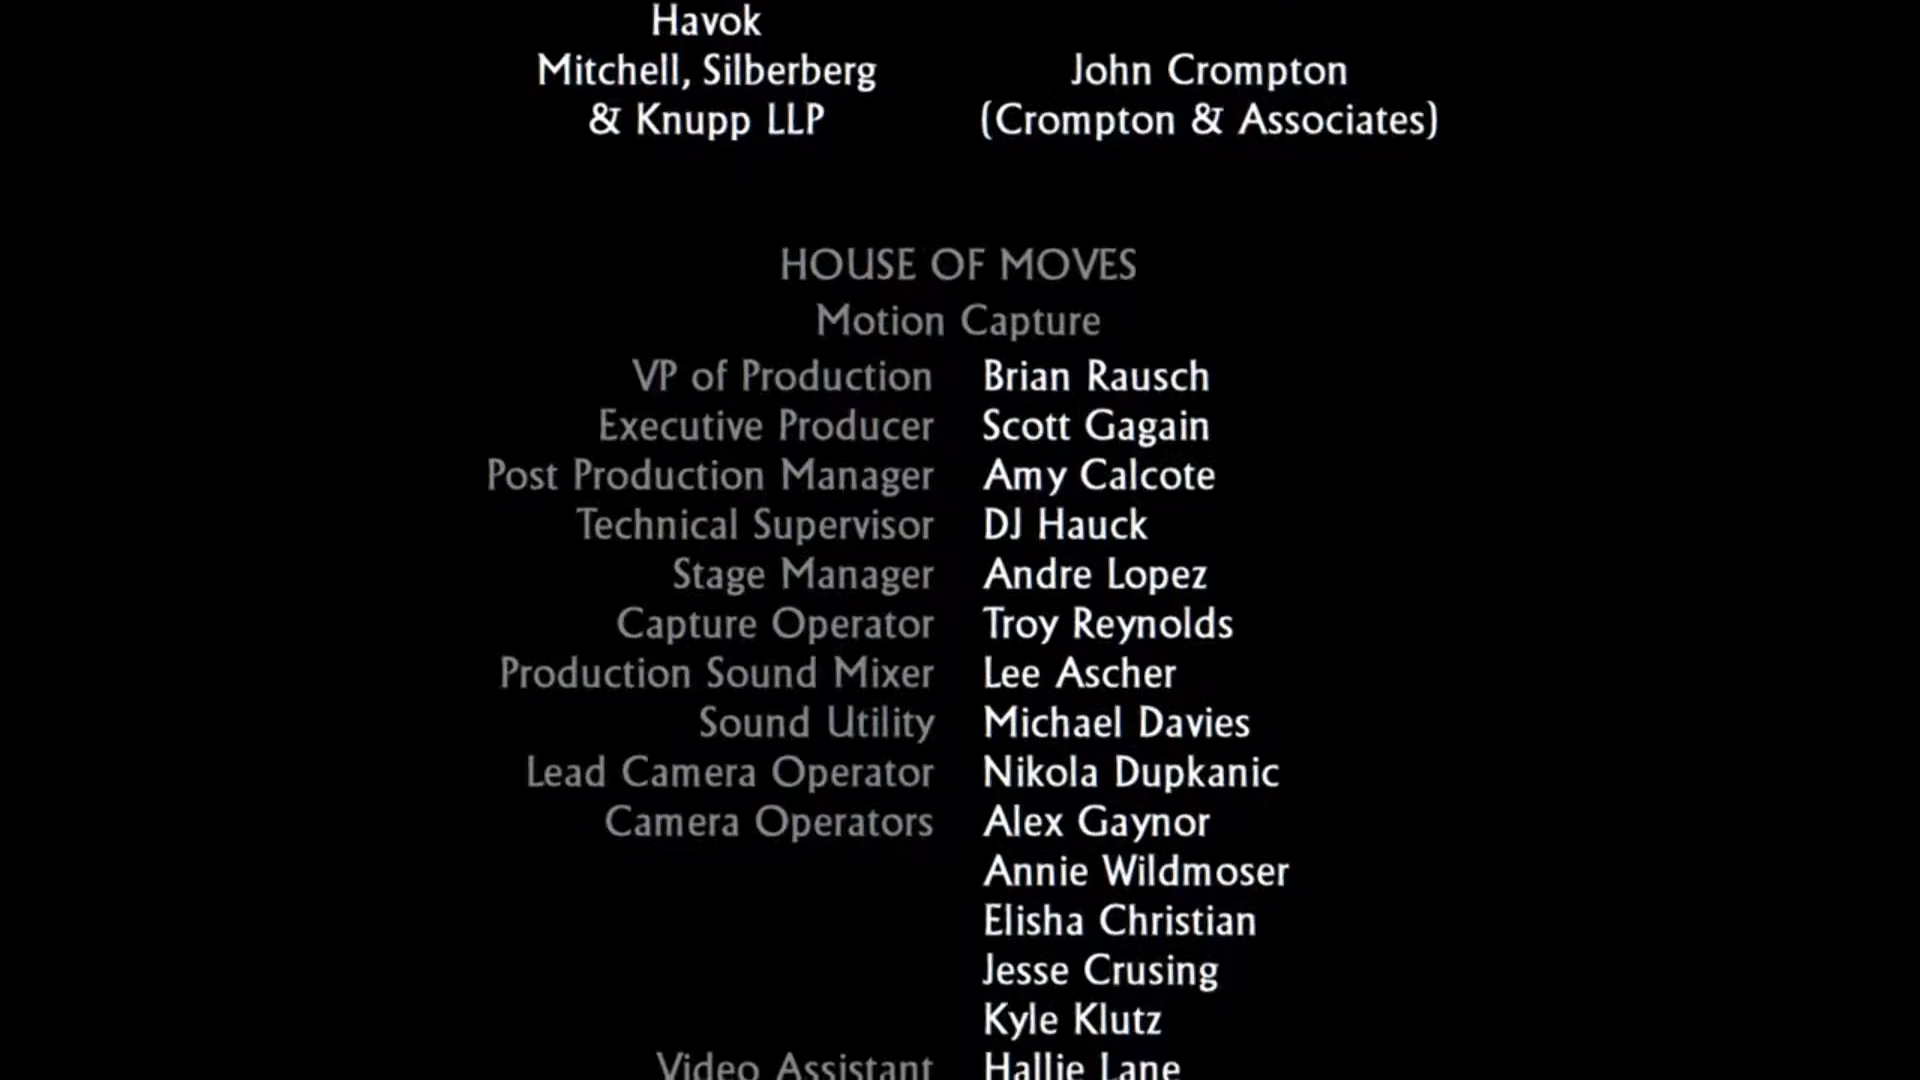 Havok
Mitchell, Silberberg
& Knupp LLP
John Crompton
(Crompton & Associates)
HOUSE OF MOVES
Motion Capture
VP of Production Brian Rausch
Executive Producer Scott Gagain
Post Production Manager Amy Calcote
Technical Supervisor DJ Hauck
Stage Manager Andre Lopez
Capture Operator Troy Reynolds
Production Sound Mixer Lee Ascher
Sound Utility Michael Davies
Lead Camera Operator Nikola Dupkanic
Camera Operators Alex Gaynor
Annie Wildmoser
Elisha Christian
Jesse Crusing
Kyle Klutz
Video Assistant Hallie Lane